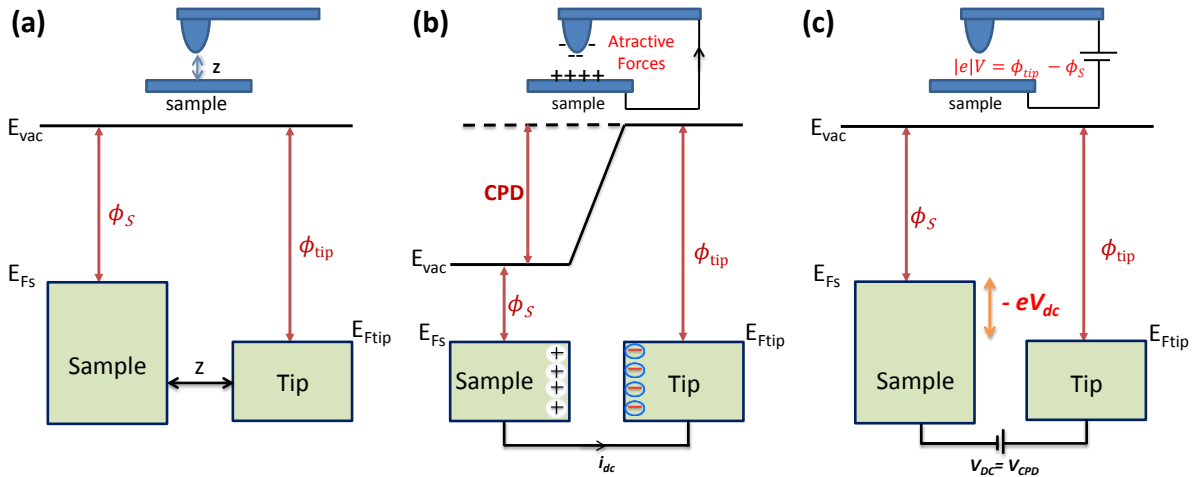 (a)
z
sample
E_vac
ϕ_S
ϕ_tip
E_Fs
E_Ftip
Sample
z
Tip
(b)
- -
--
Atractive
Forces
++++
sample
CPD
E_vac
ϕ_tip
ϕ_S
E_Fs
E_Ftip
Sample
+
+
+
+
−
−
−
−
Tip
i_dc
(c)
|e|V = ϕ_tip − ϕ_S
sample
E_vac
ϕ_S
ϕ_tip
E_Fs
- eV_dc
E_Ftip
Sample
Tip
V_DC= V_CPD